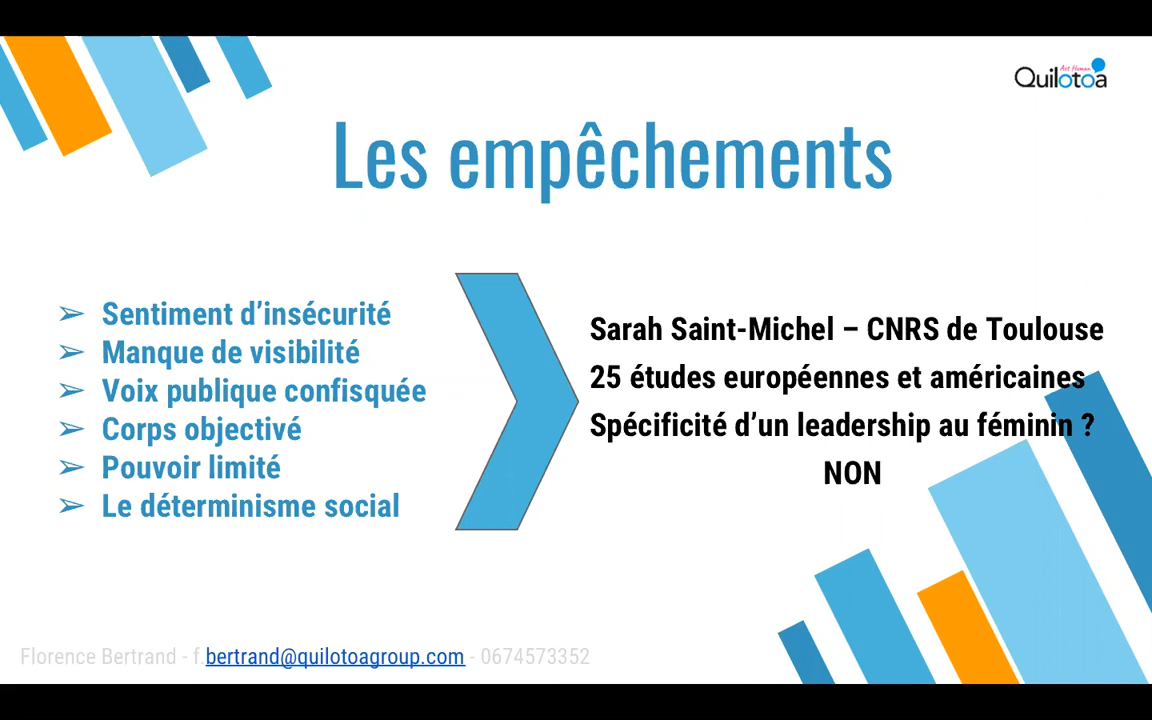 Act Human
Quilotoa
Les empêchements
➢ Sentiment d’insécurité
➢ Manque de visibilité
➢ Voix publique confisquée
➢ Corps objectivé
➢ Pouvoir limité
➢ Le déterminisme social
Sarah Saint-Michel – CNRS de Toulouse
25 études européennes et américaines
Spécificité d’un leadership au féminin ?
NON
Florence Bertrand - f.bertrand@quilotoagroup.com - 0674573352